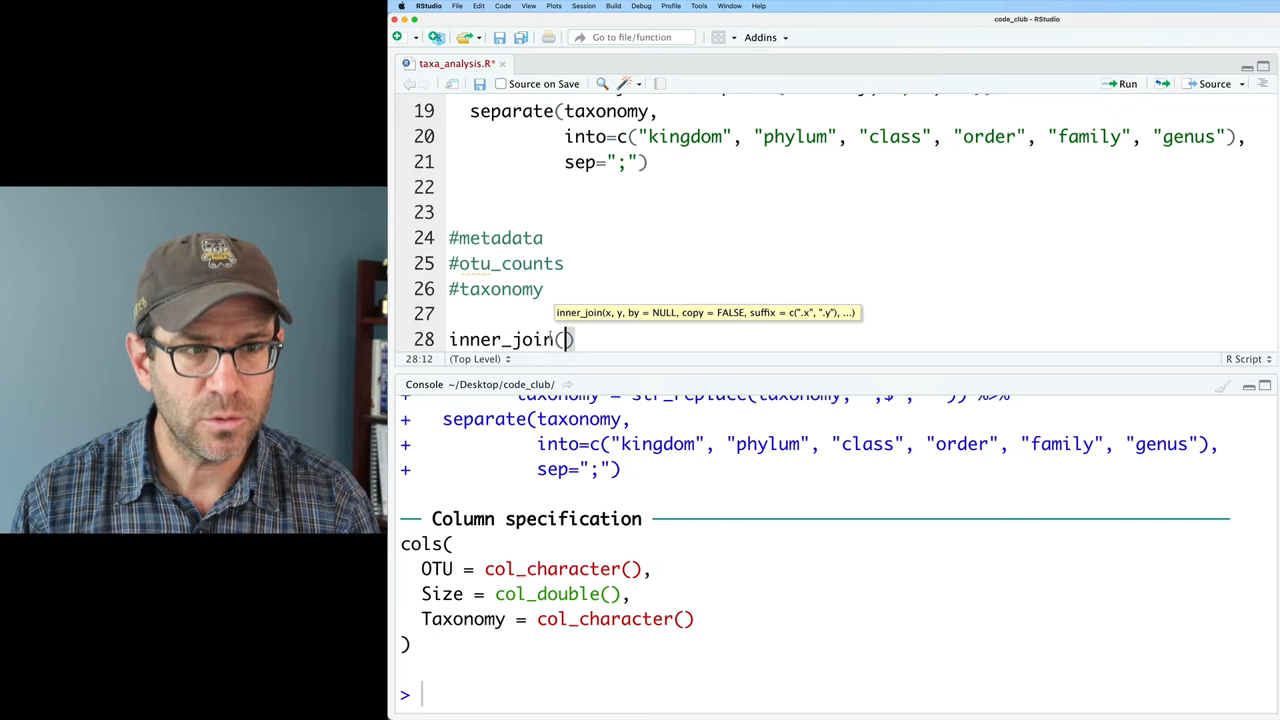 RStudio File Edit Code View Plots Session Build Debug Profile Tools Window Help
code_club - RStudio
Go to file/function Addins
taxa_analysis.R*
Source on Save Run Source
19 separate(taxonomy,
20 into=c("kingdom", "phylum", "class", "order", "family", "genus"),
21 sep=";")
22
23
24 #metadata
25 #otu_counts
26 #taxonomy
27 inner_join(x, y, by = NULL, copy = FALSE, suffix = c(".x", ".y"), ...)
28 inner_join()
28:12 (Top Level) R Script
Console ~/Desktop/code_club/
+ separate(taxonomy,
+ into=c("kingdom", "phylum", "class", "order", "family", "genus"),
+ sep=";")
Column specification
cols(
OTU = col_character(),
Size = col_double(),
Taxonomy = col_character()
)
>